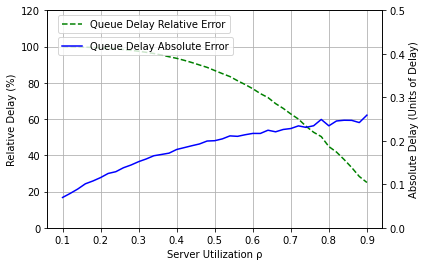 Queue Delay Relative Error
Queue Delay Absolute Error
Relative Delay (%)
120
100
80
60
40
20
0
0.1 0.2 0.3 0.4 0.5 0.6 0.7 0.8 0.9
Server Utilization ρ
0.5
0.4
0.3
0.2
0.1
0.0
Absolute Delay (Units of Delay)